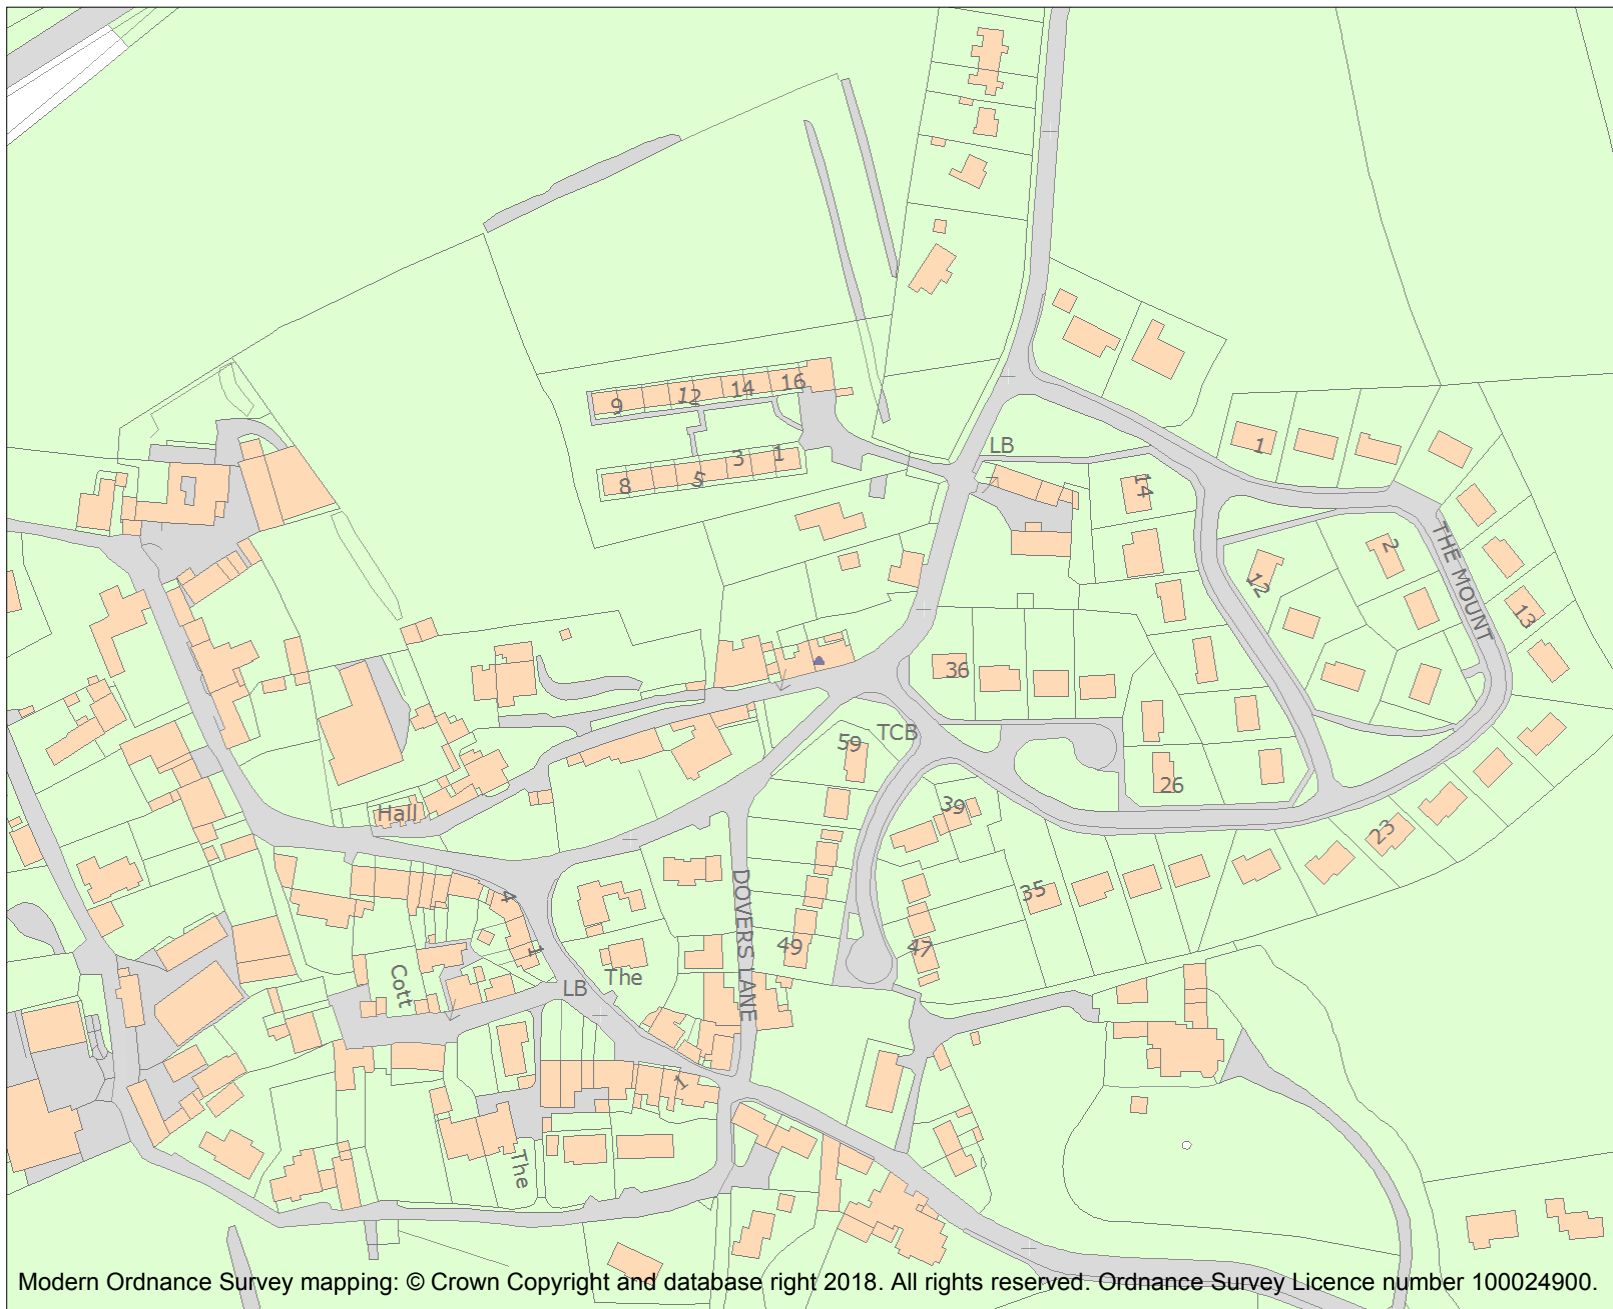 9
12
14
16
8
5
3
1
LB
1
14
12
2
THE MOUNT
13
36
TCB
59
26
39
Hall
23
35
DOVERS LANE
4
1
49
47
Cott
The
LB
1
The
Modern Ordnance Survey mapping: © Crown Copyright and database right 2018. All rights reserved. Ordnance Survey Licence number 100024900.